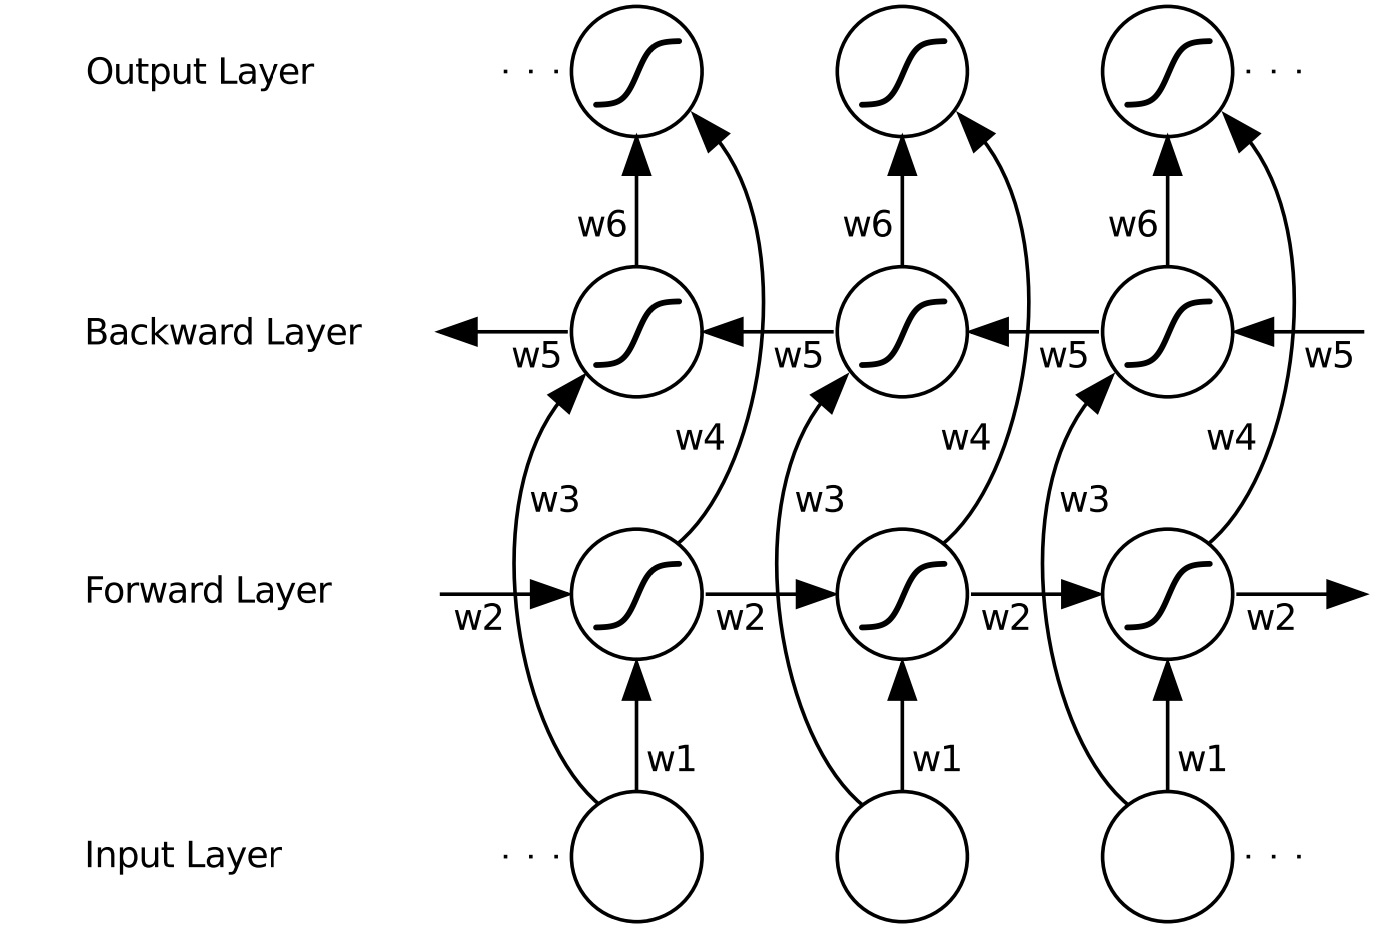 Output Layer . . . . . .
w6 w6 w6
Backward Layer
w5 w5 w5 w5
w4 w4 w4
w3 w3 w3
Forward Layer
w2 w2 w2 w2
w1 w1 w1
Input Layer . . . . . .